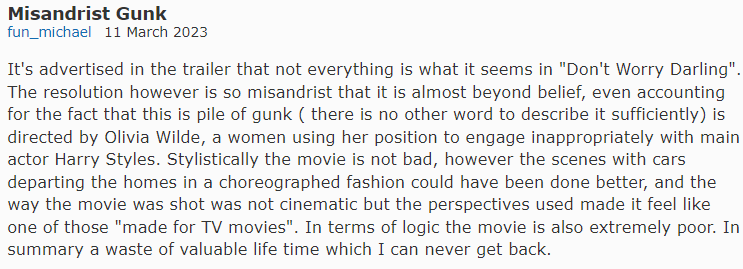 Misandrist Gunk
fun_michael 11 March 2023
It's advertised in the trailer that not everything is what it seems in "Don't Worry Darling".
The resolution however is so misandrist that it is almost beyond belief, even accounting
for the fact that this is pile of gunk ( there is no other word to describe it sufficiently) is
directed by Olivia Wilde, a women using her position to engage inappropriately with main
actor Harry Styles. Stylistically the movie is not bad, however the scenes with cars
departing the homes in a choreographed fashion could have been done better, and the
way the movie was shot was not cinematic but the perspectives used made it feel like
one of those "made for TV movies". In terms of logic the movie is also extremely poor. In
summary a waste of valuable life time which I can never get back.